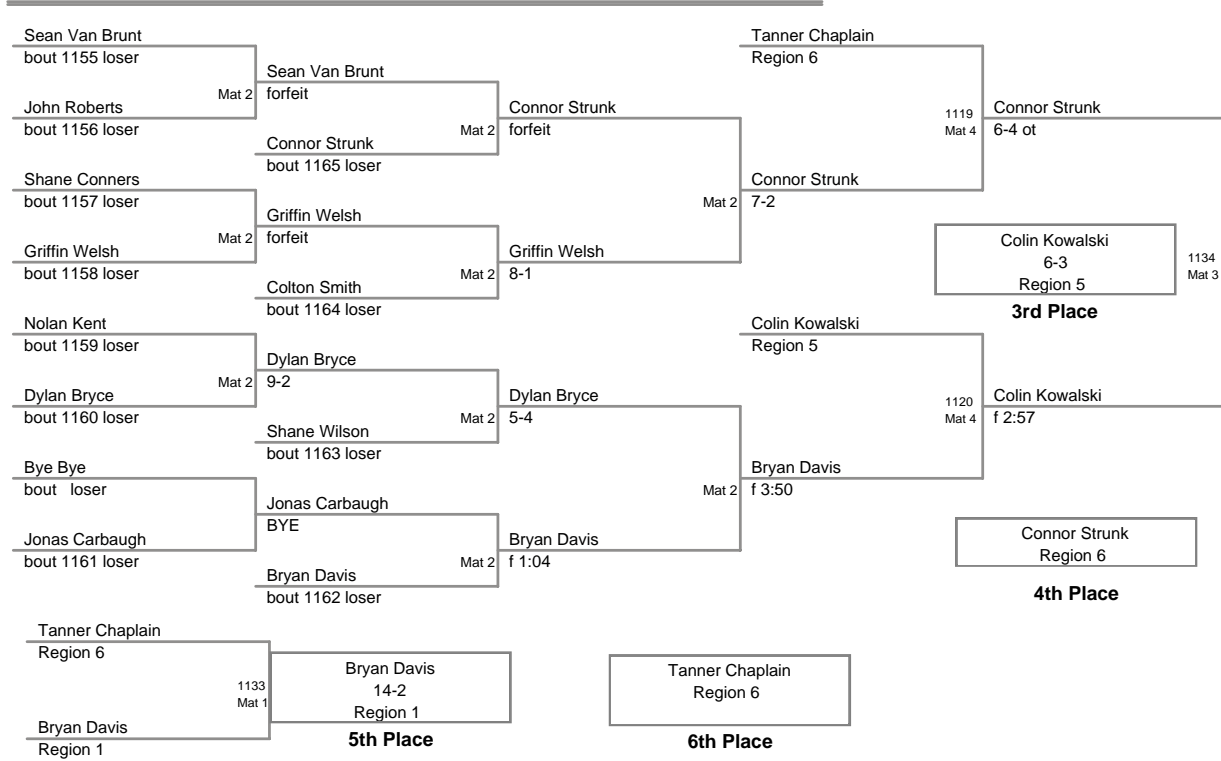 Sean Van Brunt
bout 1155 loser
Mat 2
John Roberts
bout 1156 loser
Sean Van Brunt
forfeit
Connor Strunk
bout 1165 loser
Mat 2
Connor Strunk
forfeit
Shane Conners
bout 1157 loser
Mat 2
Griffin Welsh
bout 1158 loser
Griffin Welsh
forfeit
Colton Smith
bout 1164 loser
Mat 2
Griffin Welsh
8-1
Mat 2
Connor Strunk
7-2
Tanner Chaplain
Region 6
1119
Mat 4
Connor Strunk
6-4 ot
Colin Kowalski
6-3
Region 5
1134
Mat 3
3rd Place
Nolan Kent
bout 1159 loser
Mat 2
Dylan Bryce
bout 1160 loser
Dylan Bryce
9-2
Shane Wilson
bout 1163 loser
Mat 2
Dylan Bryce
5-4
Bye Bye
bout loser
Jonas Carbaugh
bout 1161 loser
Jonas Carbaugh
BYE
Bryan Davis
bout 1162 loser
Mat 2
Bryan Davis
f 1:04
Mat 2
Bryan Davis
f 3:50
Colin Kowalski
Region 5
1120
Mat 4
Colin Kowalski
f 2:57
Connor Strunk
Region 6
4th Place
Tanner Chaplain
Region 6
1133
Mat 1
Bryan Davis
Region 1
Bryan Davis
14-2
Region 1
5th Place
Tanner Chaplain
Region 6
6th Place